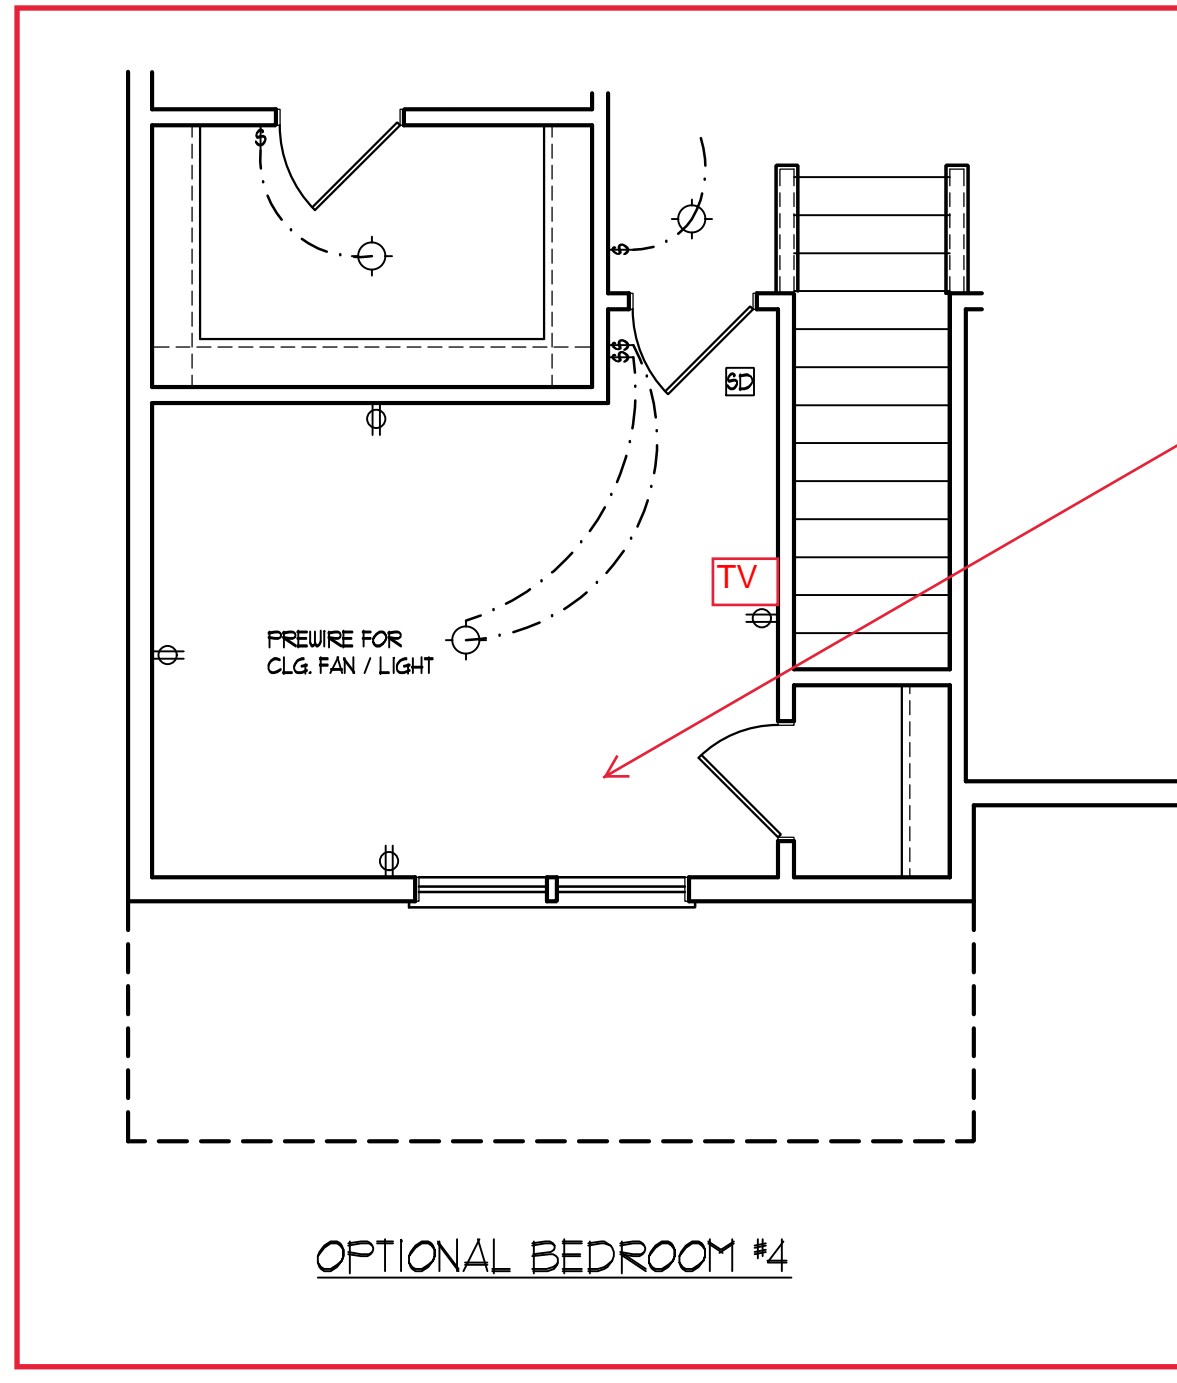 $
$
$
$
SD
TV
PREWIRE FOR
CLG. FAN / LIGHT
OPTIONAL BEDROOM #4